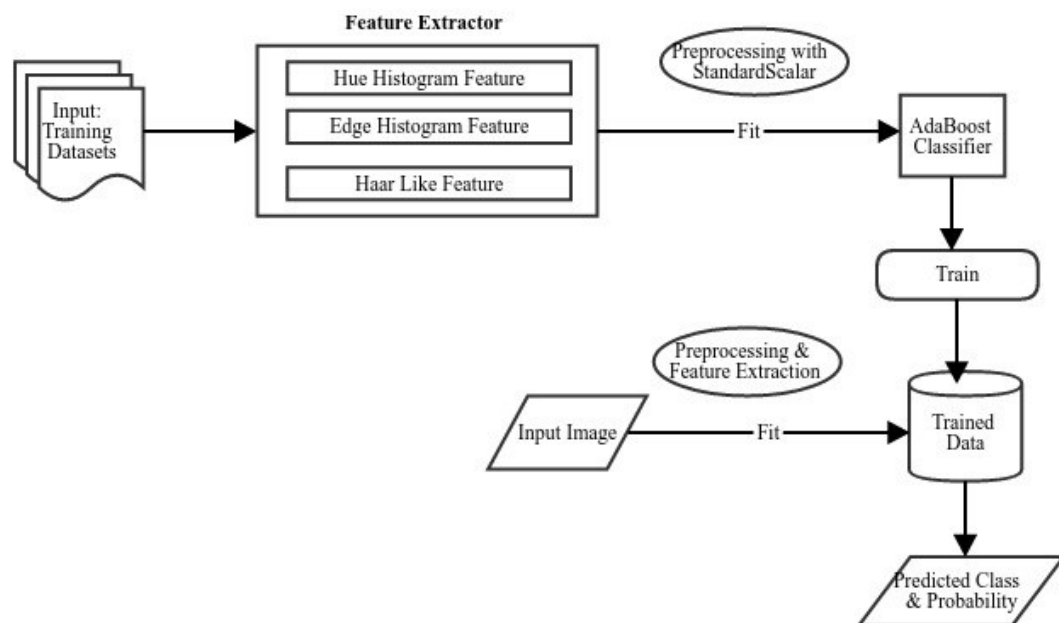 Feature Extractor
Input:
Training
Datasets
Hue Histogram Feature
Edge Histogram Feature
Haar Like Feature
Preprocessing with
StandardScalar
Fit
AdaBoost
Classifier
Train
Preprocessing &
Feature Extraction
Input Image
Fit
Trained
Data
Predicted Class
& Probability